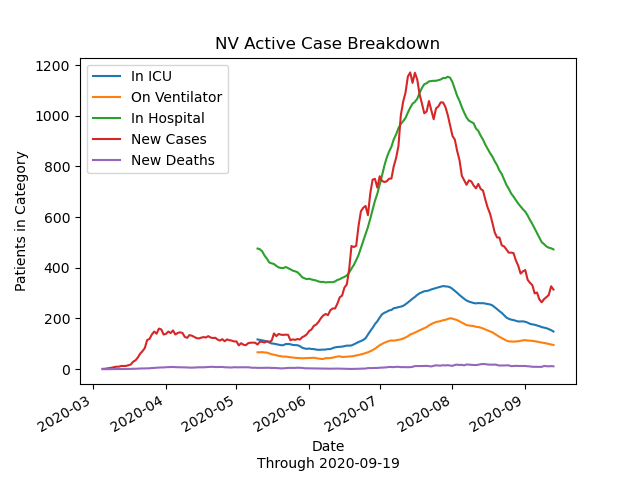 NV Active Case Breakdown
In ICU
On Ventilator
In Hospital
New Cases
New Deaths
Patients in Category
1200
1000
800
600
400
200
0
2020-03
2020-04
2020-05
2020-06
2020-07
2020-08
2020-09
Date
Through 2020-09-19